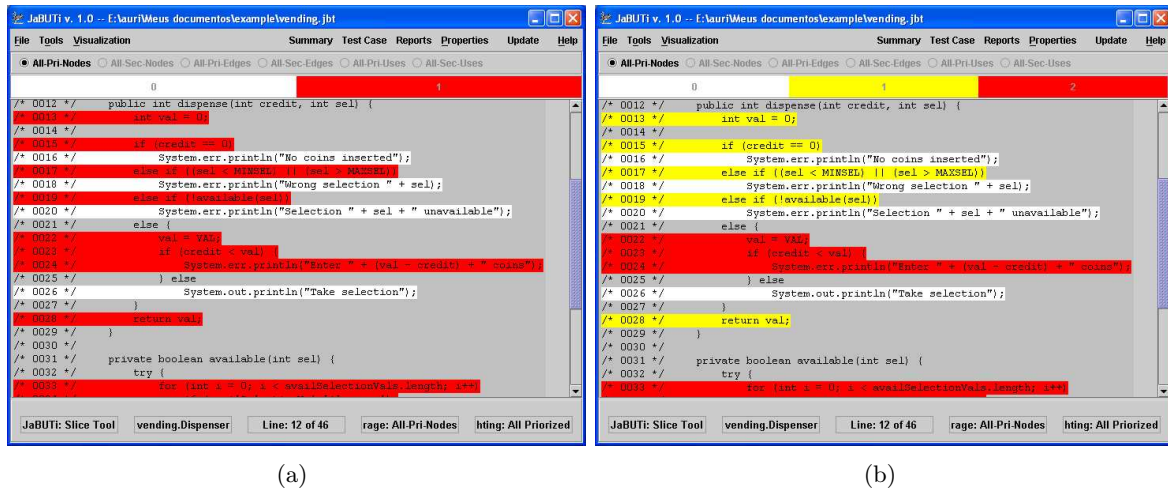 JaBUTi v. 1.0 -- E:\auri\Meus documentos\example\vending.jbt
File Tools Visualization Summary Test Case Reports Properties Update Help
All-Pri-Nodes All-Sec-Nodes All-Pri-Edges All-Sec-Edges All-Pri-Uses All-Sec-Uses
0 1
/* 0012 */ public int dispense(int credit, int sel) {
/* 0013 */ int val = 0;
/* 0014 */
/* 0015 */ if (credit == 0)
/* 0016 */ System.err.println("No coins inserted");
/* 0017 */ else if ((sel < MINSEL) || (sel > MAXSEL))
/* 0018 */ System.err.println("Wrong selection " + sel);
/* 0019 */ else if (!available(sel))
/* 0020 */ System.err.println("Selection " + sel + " unavailable");
/* 0021 */ else {
/* 0022 */ val = VAL;
/* 0023 */ if (credit < val) {
/* 0024 */ System.err.println("Enter " + (val - credit) + " coins");
/* 0025 */ } else
/* 0026 */ System.out.println("Take selection");
/* 0027 */ }
/* 0028 */ return val;
/* 0029 */ }
/* 0030 */
/* 0031 */ private boolean available(int sel) {
/* 0032 */ try {
/* 0033 */ for (int i = 0; i < availSelectionVals.length; i++)
JaBUTi: Slice Tool vending.Dispenser Line: 12 of 46 rage: All-Pri-Nodes hting: All Priorized
(a)
JaBUTi v. 1.0 -- E:\auri\Meus documentos\example\vending.jbt
File Tools Visualization Summary Test Case Reports Properties Update Help
All-Pri-Nodes All-Sec-Nodes All-Pri-Edges All-Sec-Edges All-Pri-Uses All-Sec-Uses
0 1 2
/* 0012 */ public int dispense(int credit, int sel) {
/* 0013 */ int val = 0;
/* 0014 */
/* 0015 */ if (credit == 0)
/* 0016 */ System.err.println("No coins inserted");
/* 0017 */ else if ((sel < MINSEL) || (sel > MAXSEL))
/* 0018 */ System.err.println("Wrong selection " + sel);
/* 0019 */ else if (!available(sel))
/* 0020 */ System.err.println("Selection " + sel + " unavailable");
/* 0021 */ else {
/* 0022 */ val = VAL;
/* 0023 */ if (credit < val) {
/* 0024 */ System.err.println("Enter " + (val - credit) + " coins");
/* 0025 */ } else
/* 0026 */ System.out.println("Take selection");
/* 0027 */ }
/* 0028 */ return val;
/* 0029 */ }
/* 0030 */
/* 0031 */ private boolean available(int sel) {
/* 0032 */ try {
/* 0033 */ for (int i = 0; i < availSelectionVals.length; i++)
JaBUTi: Slice Tool vending.Dispenser Line: 12 of 46 rage: All-Pri-Nodes hting: All Priorized
(b)